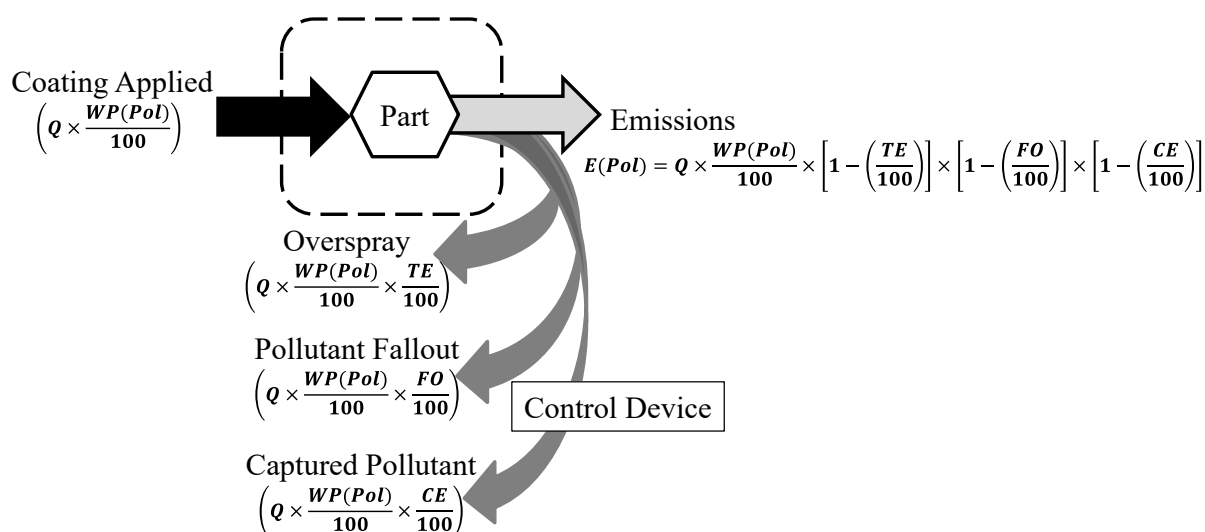 Coating Applied
(Q × WP(Pol)/100)
Part
Emissions
E(Pol) = Q × WP(Pol)/100 × [1 − (TE/100)] × [1 − (FO/100)] × [1 − (CE/100)]
Overspray
(Q × WP(Pol)/100 × TE/100)
Pollutant Fallout
(Q × WP(Pol)/100 × FO/100)
Control Device
Captured Pollutant
(Q × WP(Pol)/100 × CE/100)